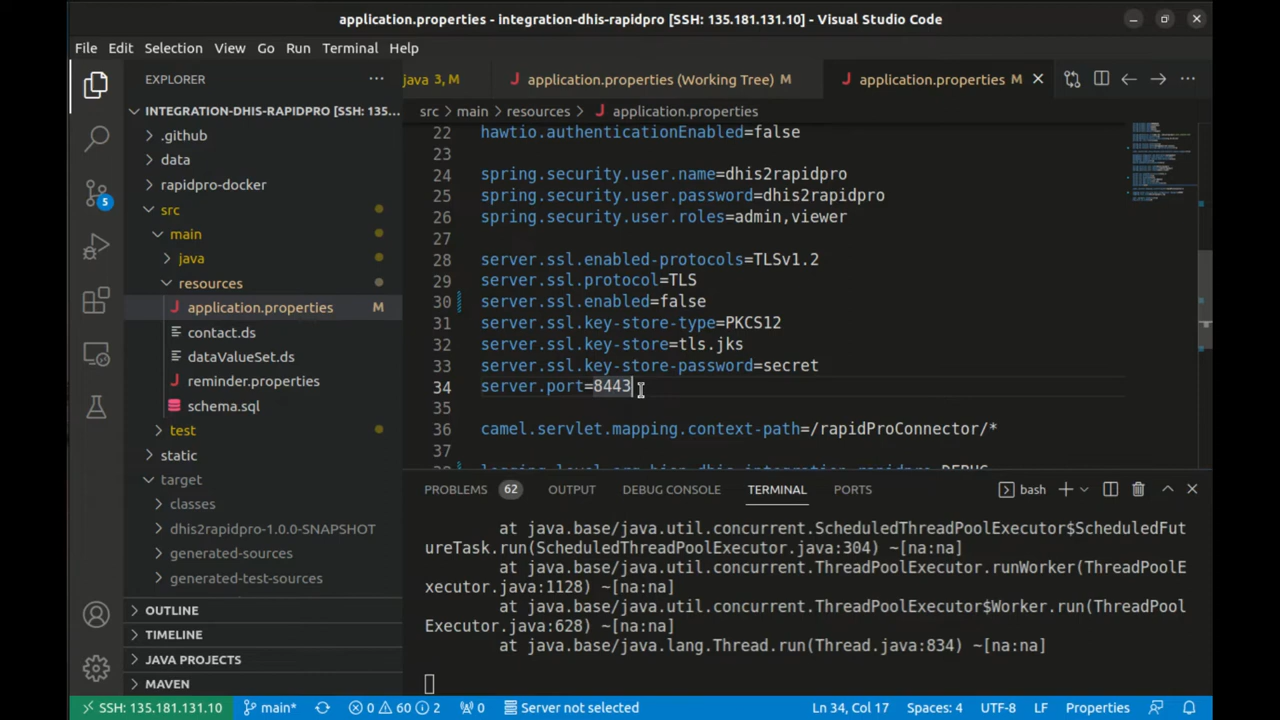 application.properties - integration-dhis-rapidpro [SSH: 135.181.131.10] - Visual Studio Code
File Edit Selection View Go Run Terminal Help
EXPLORER
INTEGRATION-DHIS-RAPIDPRO [SSH: 135....
.github
data
rapidpro-docker
src
main
java
resources
application.properties M
contact.ds
dataValueSet.ds
reminder.properties
schema.sql
test
static
target
classes
dhis2rapidpro-1.0.0-SNAPSHOT
generated-sources
generated-test-sources
OUTLINE
TIMELINE
JAVA PROJECTS
MAVEN
5
java 3, M
application.properties (Working Tree) M
application.properties M
src > main > resources > application.properties
22 hawtio.authenticationEnabled=false
23
24 spring.security.user.name=dhis2rapidpro
25 spring.security.user.password=dhis2rapidpro
26 spring.security.user.roles=admin,viewer
27
28 server.ssl.enabled-protocols=TLSv1.2
29 server.ssl.protocol=TLS
30 server.ssl.enabled=false
31 server.ssl.key-store-type=PKCS12
32 server.ssl.key-store=tls.jks
33 server.ssl.key-store-password=secret
34 server.port=8443
35
36 camel.servlet.mapping.context-path=/rapidProConnector/*
37
PROBLEMS 62 OUTPUT DEBUG CONSOLE TERMINAL PORTS bash
at java.base/java.util.concurrent.ScheduledThreadPoolExecutor$ScheduledFut
ureTask.run(ScheduledThreadPoolExecutor.java:304) ~[na:na]
at java.base/java.util.concurrent.ThreadPoolExecutor.runWorker(ThreadPoolE
xecutor.java:1128) ~[na:na]
at java.base/java.util.concurrent.ThreadPoolExecutor$Worker.run(ThreadPool
Executor.java:628) ~[na:na]
at java.base/java.lang.Thread.run(Thread.java:834) ~[na:na]
SSH: 135.181.131.10 main* 0 60 2 0 Server not selected Ln 34, Col 17 Spaces: 4 UTF-8 LF Properties